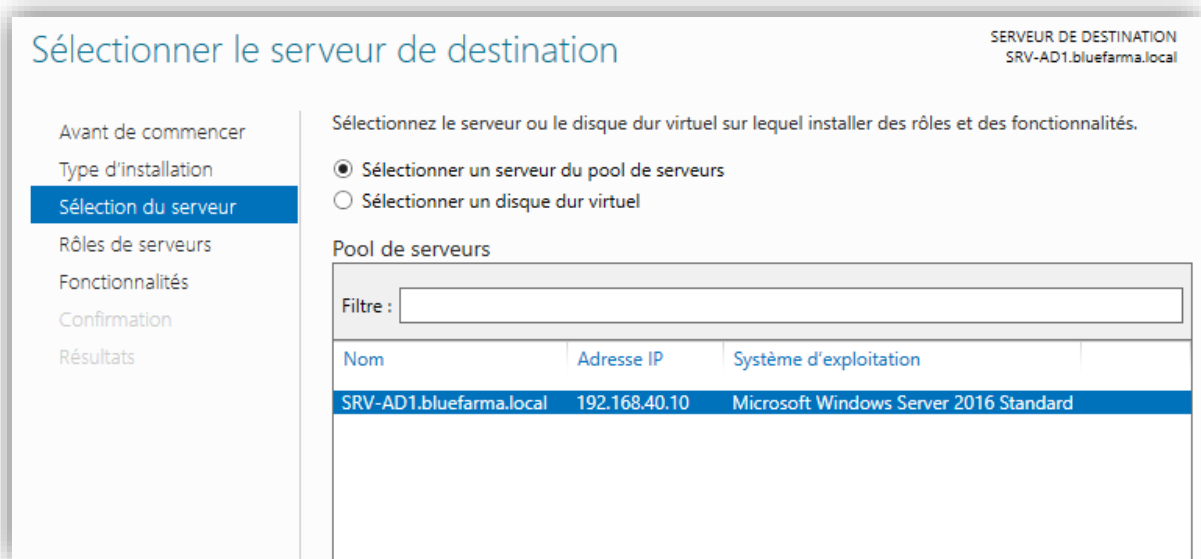 Sélectionner le serveur de destination
SERVEUR DE DESTINATION
SRV-AD1.bluefarma.local
Avant de commencer
Type d'installation
Sélection du serveur
Rôles de serveurs
Fonctionnalités
Confirmation
Résultats
Sélectionnez le serveur ou le disque dur virtuel sur lequel installer des rôles et des fonctionnalités.
Sélectionner un serveur du pool de serveurs
Sélectionner un disque dur virtuel
Pool de serveurs
Filtre :
Nom Adresse IP Système d'exploitation
SRV-AD1.bluefarma.local 192.168.40.10 Microsoft Windows Server 2016 Standard